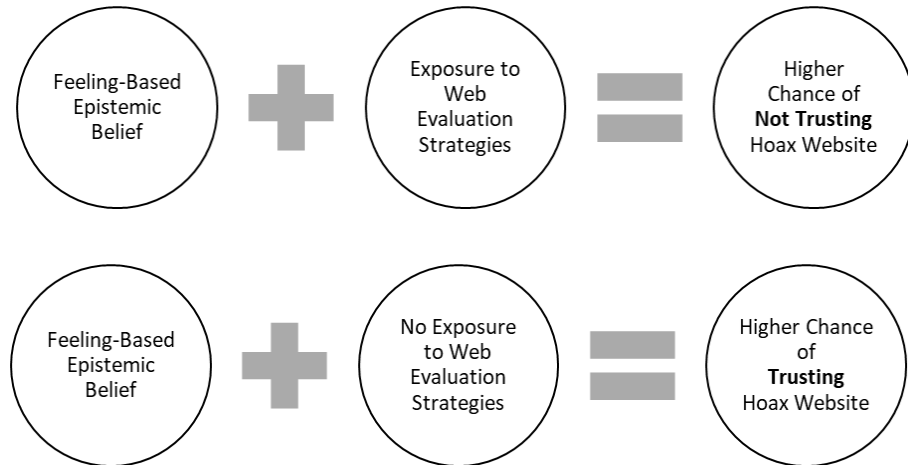 Feeling-Based
Epistemic
Belief
Exposure to
Web
Evaluation
Strategies
Higher
Chance of
Not Trusting
Hoax Website
Feeling-Based
Epistemic
Belief
No Exposure
to Web
Evaluation
Strategies
Higher Chance
of
Trusting
Hoax Website